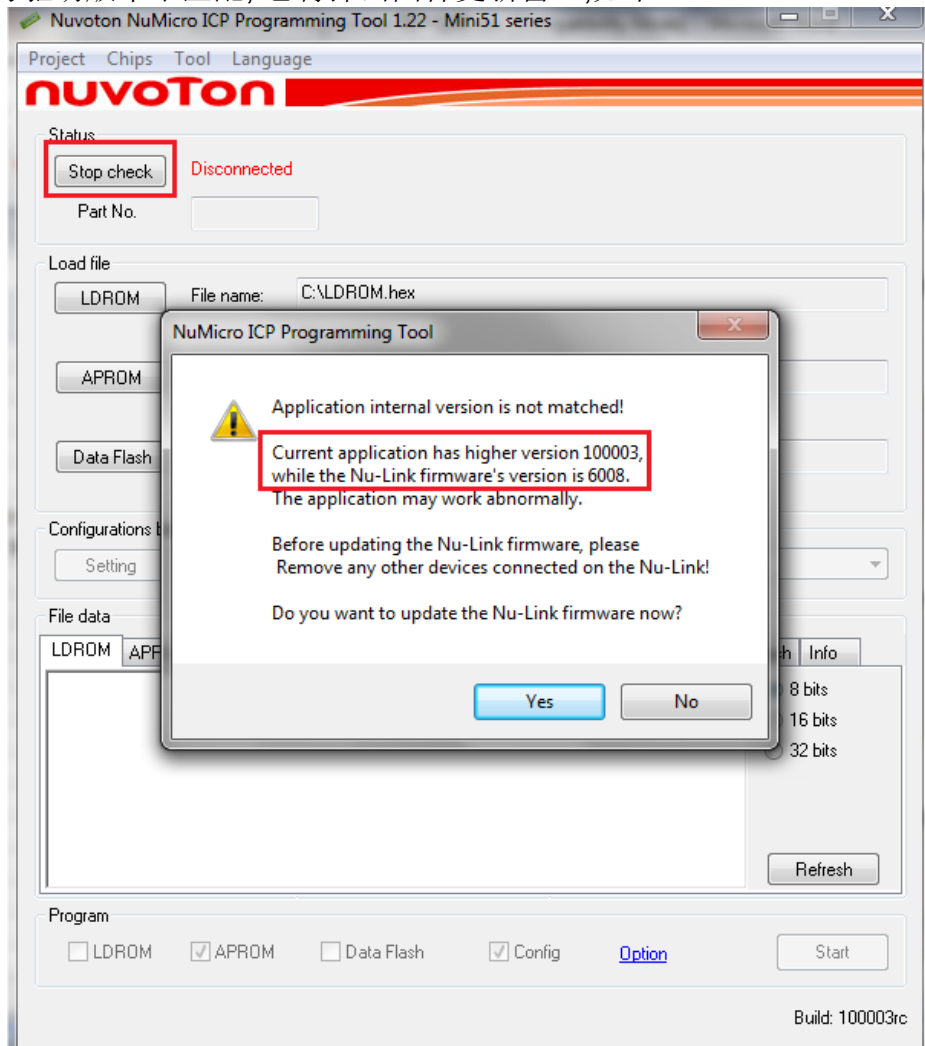 Nuvoton NuMicro ICP Programming Tool 1.22 - Mini51 series
Project Chips Tool Language
nuvoTon
Status
Stop check Disconnected
Part No.
Load file
LDROM File name: C:\LDROM.hex
NuMicro ICP Programming Tool
APROM
Application internal version is not matched!
Data Flash
Current application has higher version 100003,
while the Nu-Link firmware's version is 6008.
The application may work abnormally.
Configurations
Before updating the Nu-Link firmware, please
Setting
Remove any other devices connected on the Nu-Link!
File data
Do you want to update the Nu-Link firmware now?
LDROM Info
Yes No
8 bits
16 bits
32 bits
Refresh
Program
LDROM APROM Data Flash Config Option Start
Build: 100003rc